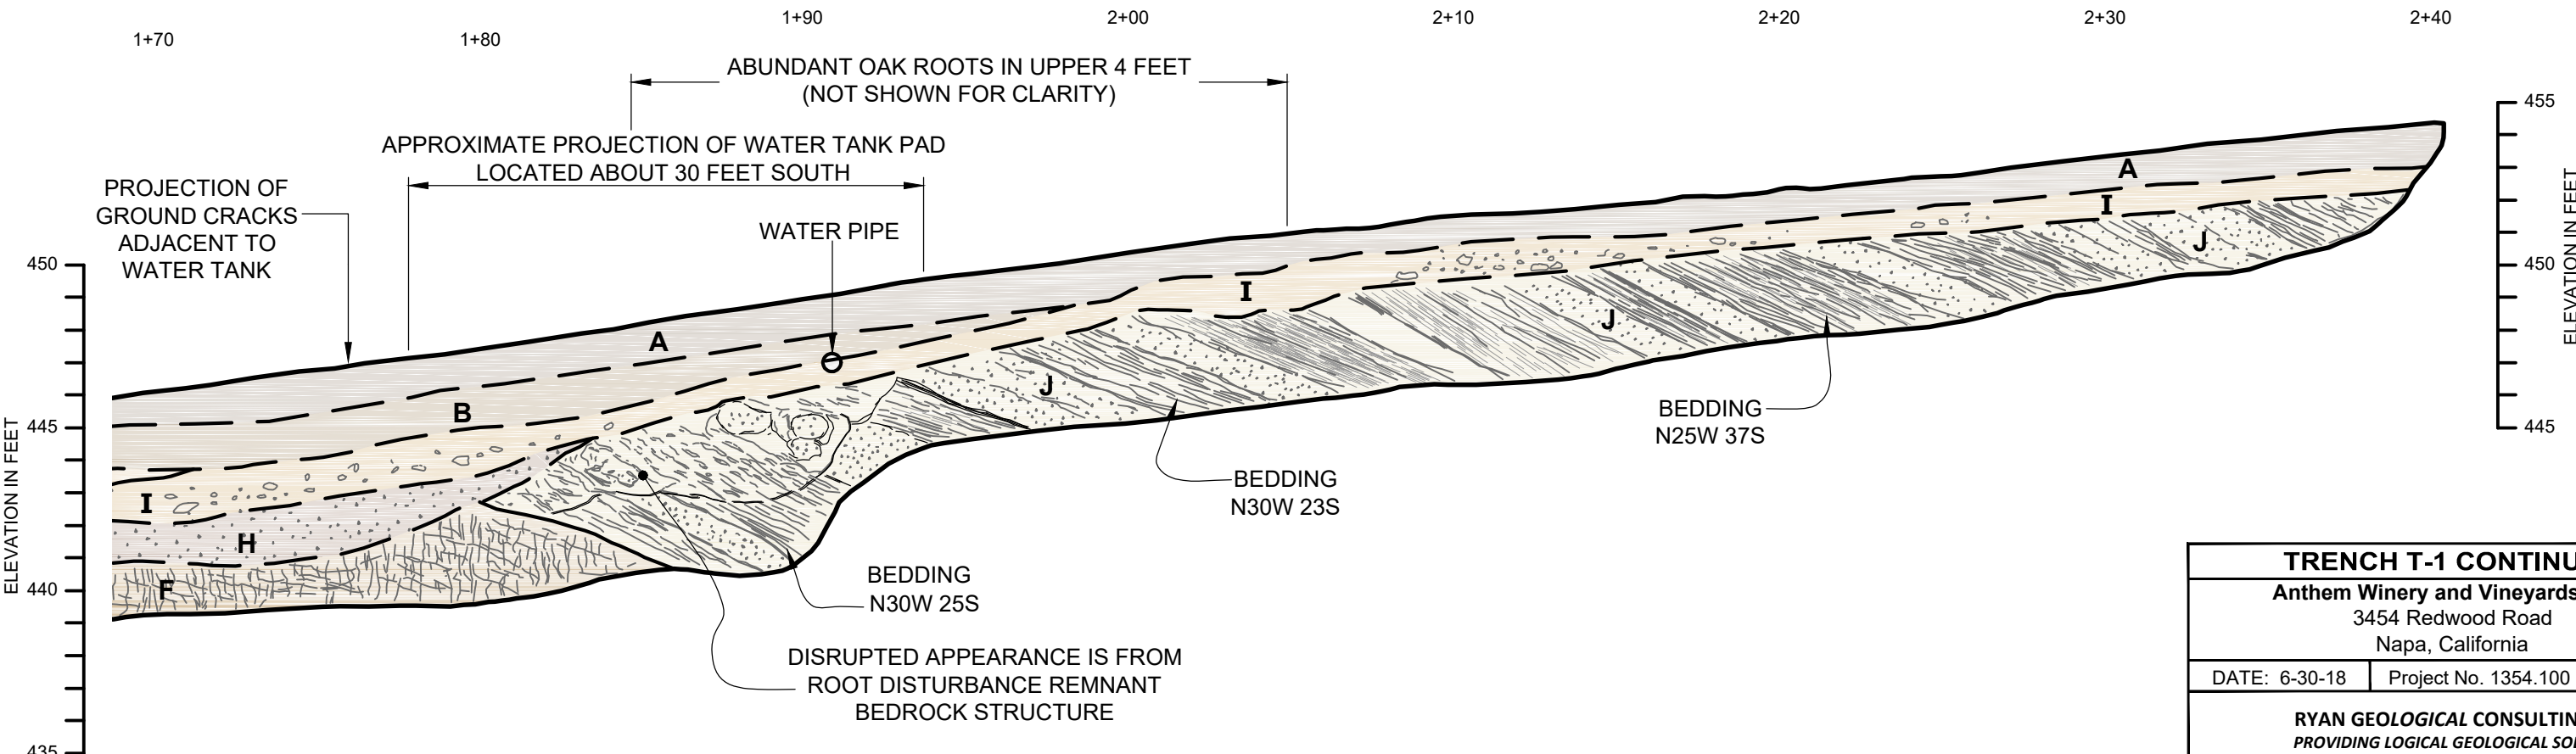 1+70
1+80
1+90
2+00
2+10
2+20
2+30
2+40
ABUNDANT OAK ROOTS IN UPPER 4 FEET
(NOT SHOWN FOR CLARITY)
APPROXIMATE PROJECTION OF WATER TANK PAD
LOCATED ABOUT 30 FEET SOUTH
PROJECTION OF
GROUND CRACKS
ADJACENT TO
WATER TANK
WATER PIPE
450
445
440
435
ELEVATION IN FEET
455
450
445
ELEVATION IN FEET
A
B
I
H
F
A
I
J
I
J
J
BEDDING
N25W 37S
BEDDING
N30W 23S
BEDDING
N30W 25S
DISRUPTED APPEARANCE IS FROM
ROOT DISTURBANCE REMNANT
BEDROCK STRUCTURE
TRENCH T-1 CONTINU
Anthem Winery and Vineyards
3454 Redwood Road
Napa, California
DATE: 6-30-18
Project No. 1354.100
RYAN GEOLOGICAL CONSULTIN
PROVIDING LOGICAL GEOLOGICAL SO